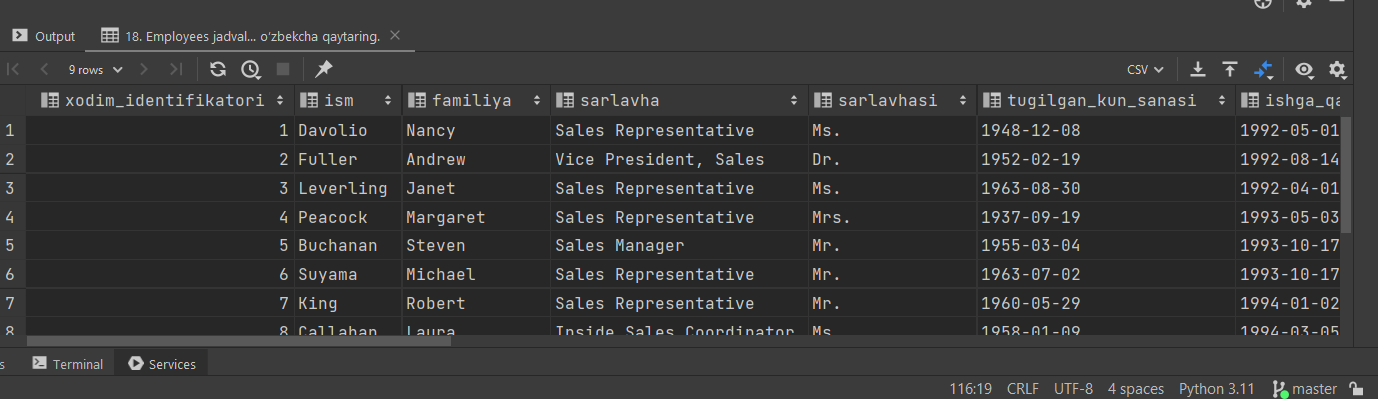 Output 18. Employees jadval... o'zbekcha qaytaring.
9 rows CSV
xodim_identifikatori ism familiya sarlavha sarlavhasi tugilgan_kun_sanasi ishga_qa
1 1 Davolio Nancy Sales Representative Ms. 1948-12-08 1992-05-01
2 2 Fuller Andrew Vice President, Sales Dr. 1952-02-19 1992-08-14
3 3 Leverling Janet Sales Representative Ms. 1963-08-30 1992-04-01
4 4 Peacock Margaret Sales Representative Mrs. 1937-09-19 1993-05-03
5 5 Buchanan Steven Sales Manager Mr. 1955-03-04 1993-10-17
6 6 Suyama Michael Sales Representative Mr. 1963-07-02 1993-10-17
7 7 King Robert Sales Representative Mr. 1960-05-29 1994-01-02
8 8 Callahan Laura Inside Sales Coordinator Ms. 1958-01-09 1994-03-05
s Terminal Services
116:19 CRLF UTF-8 4 spaces Python 3.11 master